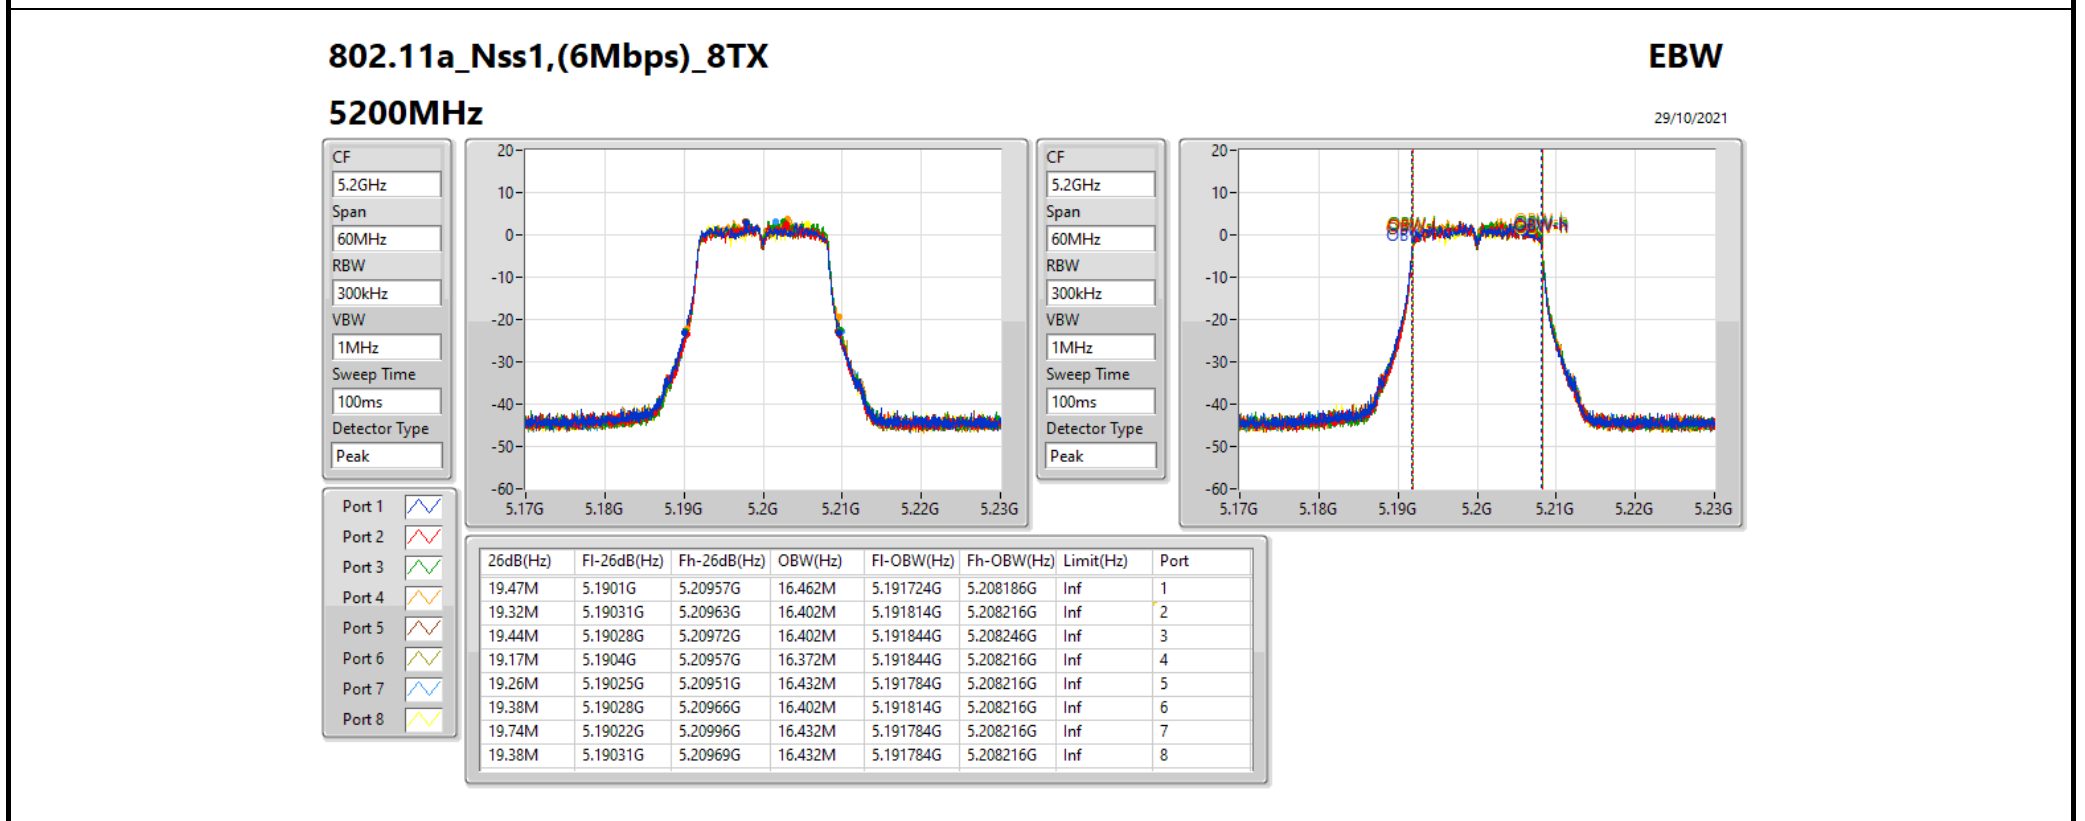 802.11a_Nss1,(6Mbps)_8TX
EBW
5200MHz
29/10/2021
CF
5.2GHz
Span
60MHz
RBW
300kHz
VBW
1MHz
Sweep Time
100ms
Detector Type
Peak
20
10
0
-10
-20
-30
-40
-50
-60
5.17G 5.18G 5.19G 5.2G 5.21G 5.22G 5.23G
CF
5.2GHz
Span
60MHz
RBW
300kHz
VBW
1MHz
Sweep Time
100ms
Detector Type
Peak
20
10
0
-10
-20
-30
-40
-50
-60
5.17G 5.18G 5.19G 5.2G 5.21G 5.22G 5.23G
Port 1
Port 2
Port 3
Port 4
Port 5
Port 6
Port 7
Port 8
26dB(Hz) Fl-26dB(Hz) Fh-26dB(Hz) OBW(Hz) Fl-OBW(Hz) Fh-OBW(Hz) Limit(Hz) Port
19.47M 5.1901G 5.20957G 16.462M 5.191724G 5.208186G Inf 1
19.32M 5.19031G 5.20963G 16.402M 5.191814G 5.208216G Inf 2
19.44M 5.19028G 5.20972G 16.402M 5.191844G 5.208246G Inf 3
19.17M 5.1904G 5.20957G 16.372M 5.191844G 5.208216G Inf 4
19.26M 5.19025G 5.20951G 16.432M 5.191784G 5.208216G Inf 5
19.38M 5.19028G 5.20966G 16.402M 5.191814G 5.208216G Inf 6
19.74M 5.19022G 5.20996G 16.432M 5.191784G 5.208216G Inf 7
19.38M 5.19031G 5.20969G 16.432M 5.191784G 5.208216G Inf 8